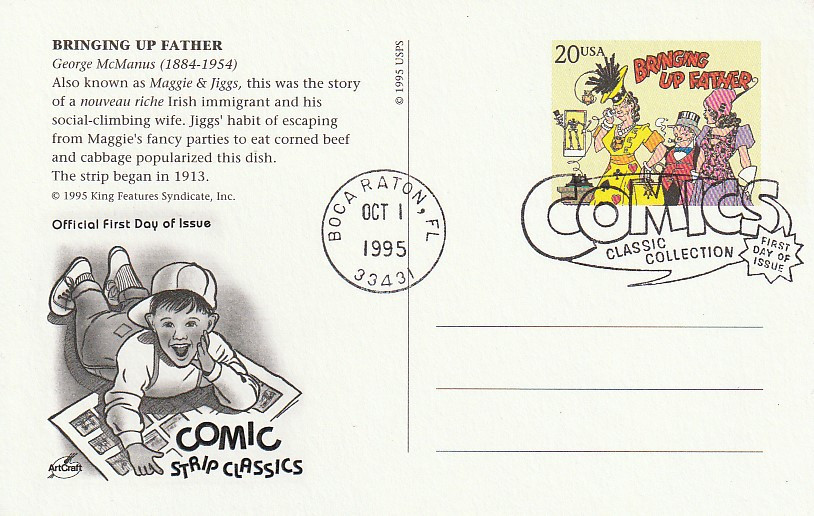 BRINGING UP FATHER
George McManus (1884-1954)
Also known as Maggie & Jiggs, this was the story
of a nouveau riche Irish immigrant and his
social-climbing wife. Jiggs' habit of escaping
from Maggie's fancy parties to eat corned beef
and cabbage popularized this dish.
The strip began in 1913.
© 1995 King Features Syndicate, Inc.
Official First Day of Issue
COMIC
STRIP CLASSICS
ArtCraft
© 1995 USPS
BOCA RATON, FL
OCT 1
1995
33431
20USA
BRINGING
UP FATHER
COMICS
CLASSIC
COLLECTION
FIRST
DAY OF
ISSUE